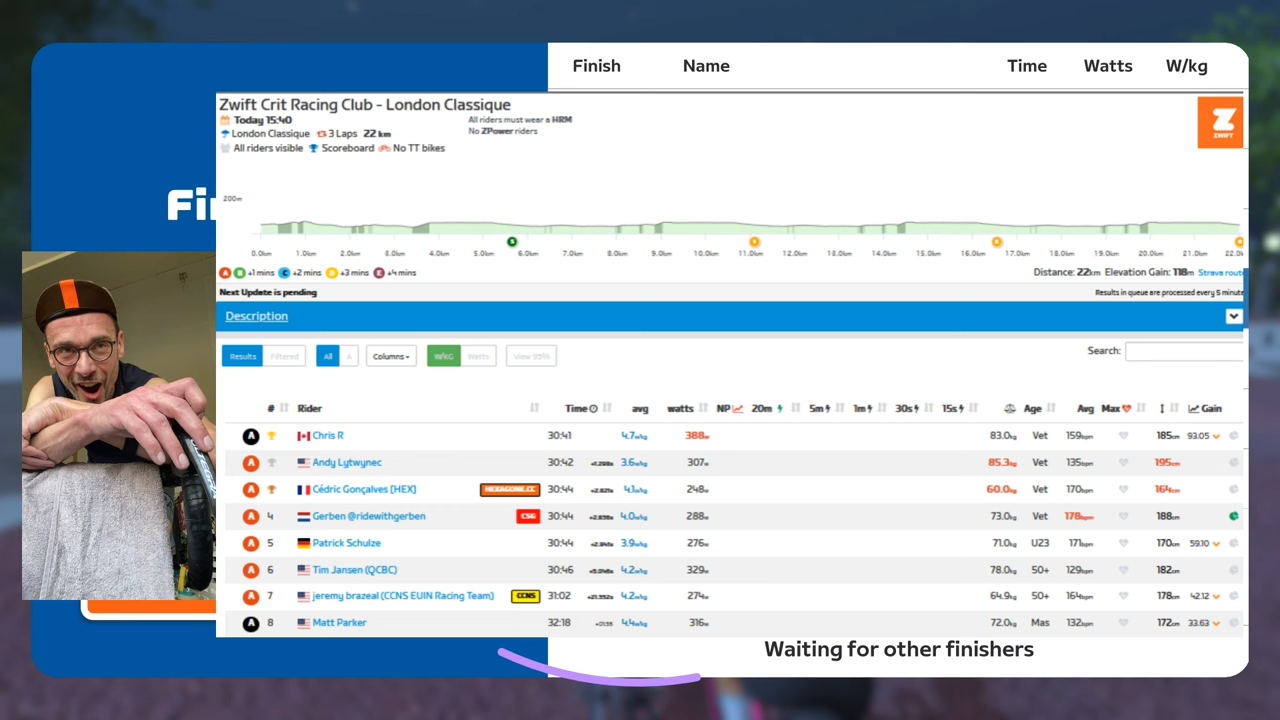 Finish Name Time Watts W/kg
Zwift Crit Racing Club - London Classique
Today 15:40 All riders must wear a HRM
London Classique 3 Laps 22 km No ZPower riders
All riders visible Scoreboard No TT bikes
ZWIFT
200m
Fi
0.0km 1.0km 2.0km 3.0km 4.0km 5.0km 6.0km 7.0km 8.0km 9.0km 10.0km 11.0km 12.0km 13.0km 14.0km 15.0km 16.0km 17.0km 18.0km 19.0km 20.0km 21.0km 22.0
A B +1 mins C +2 mins D +3 mins E +4 mins Distance: 22km Elevation Gain: 118m Strava rout
Next Update is pending Results in queue are processed every 5 minute
Description
Results Filtered All A Columns W/KG Watts View 95% Search:
# Rider Time avg watts NP 20m 5m 1m 30s 15s Age Avg Max Gain
A Chris R 30:41 4.7w/kg 388w 83.0kg Vet 159bpm 185cm 93.05
A Andy Lytwynec 30:42 3.6w/kg 307w 85.3kg Vet 135bpm 195cm
A Cédric Gonçalves [HEX] HEXAGONE.CC 30:44 4.1w/kg 248w 60.0kg Vet 170bpm 164cm
A 4 Gerben @ridewithgerben CSG 30:44 4.0w/kg 288w 73.0kg Vet 178bpm 188cm
A 5 Patrick Schulze 30:44 3.9w/kg 276w 71.0kg U23 171bpm 170cm 59.10
A 6 Tim Jansen (QCBC) 30:46 4.2w/kg 329w 78.0kg 50+ 129bpm 182cm
A 7 jeremy brazeal (CCNS EUIN Racing Team) CCNS 31:02 4.2w/kg 274w 64.9kg 50+ 164bpm 178cm 42.12
A 8 Matt Parker 32:18 4.4w/kg 316w 72.0kg Mas 132bpm 172cm 33.63
Waiting for other finishers